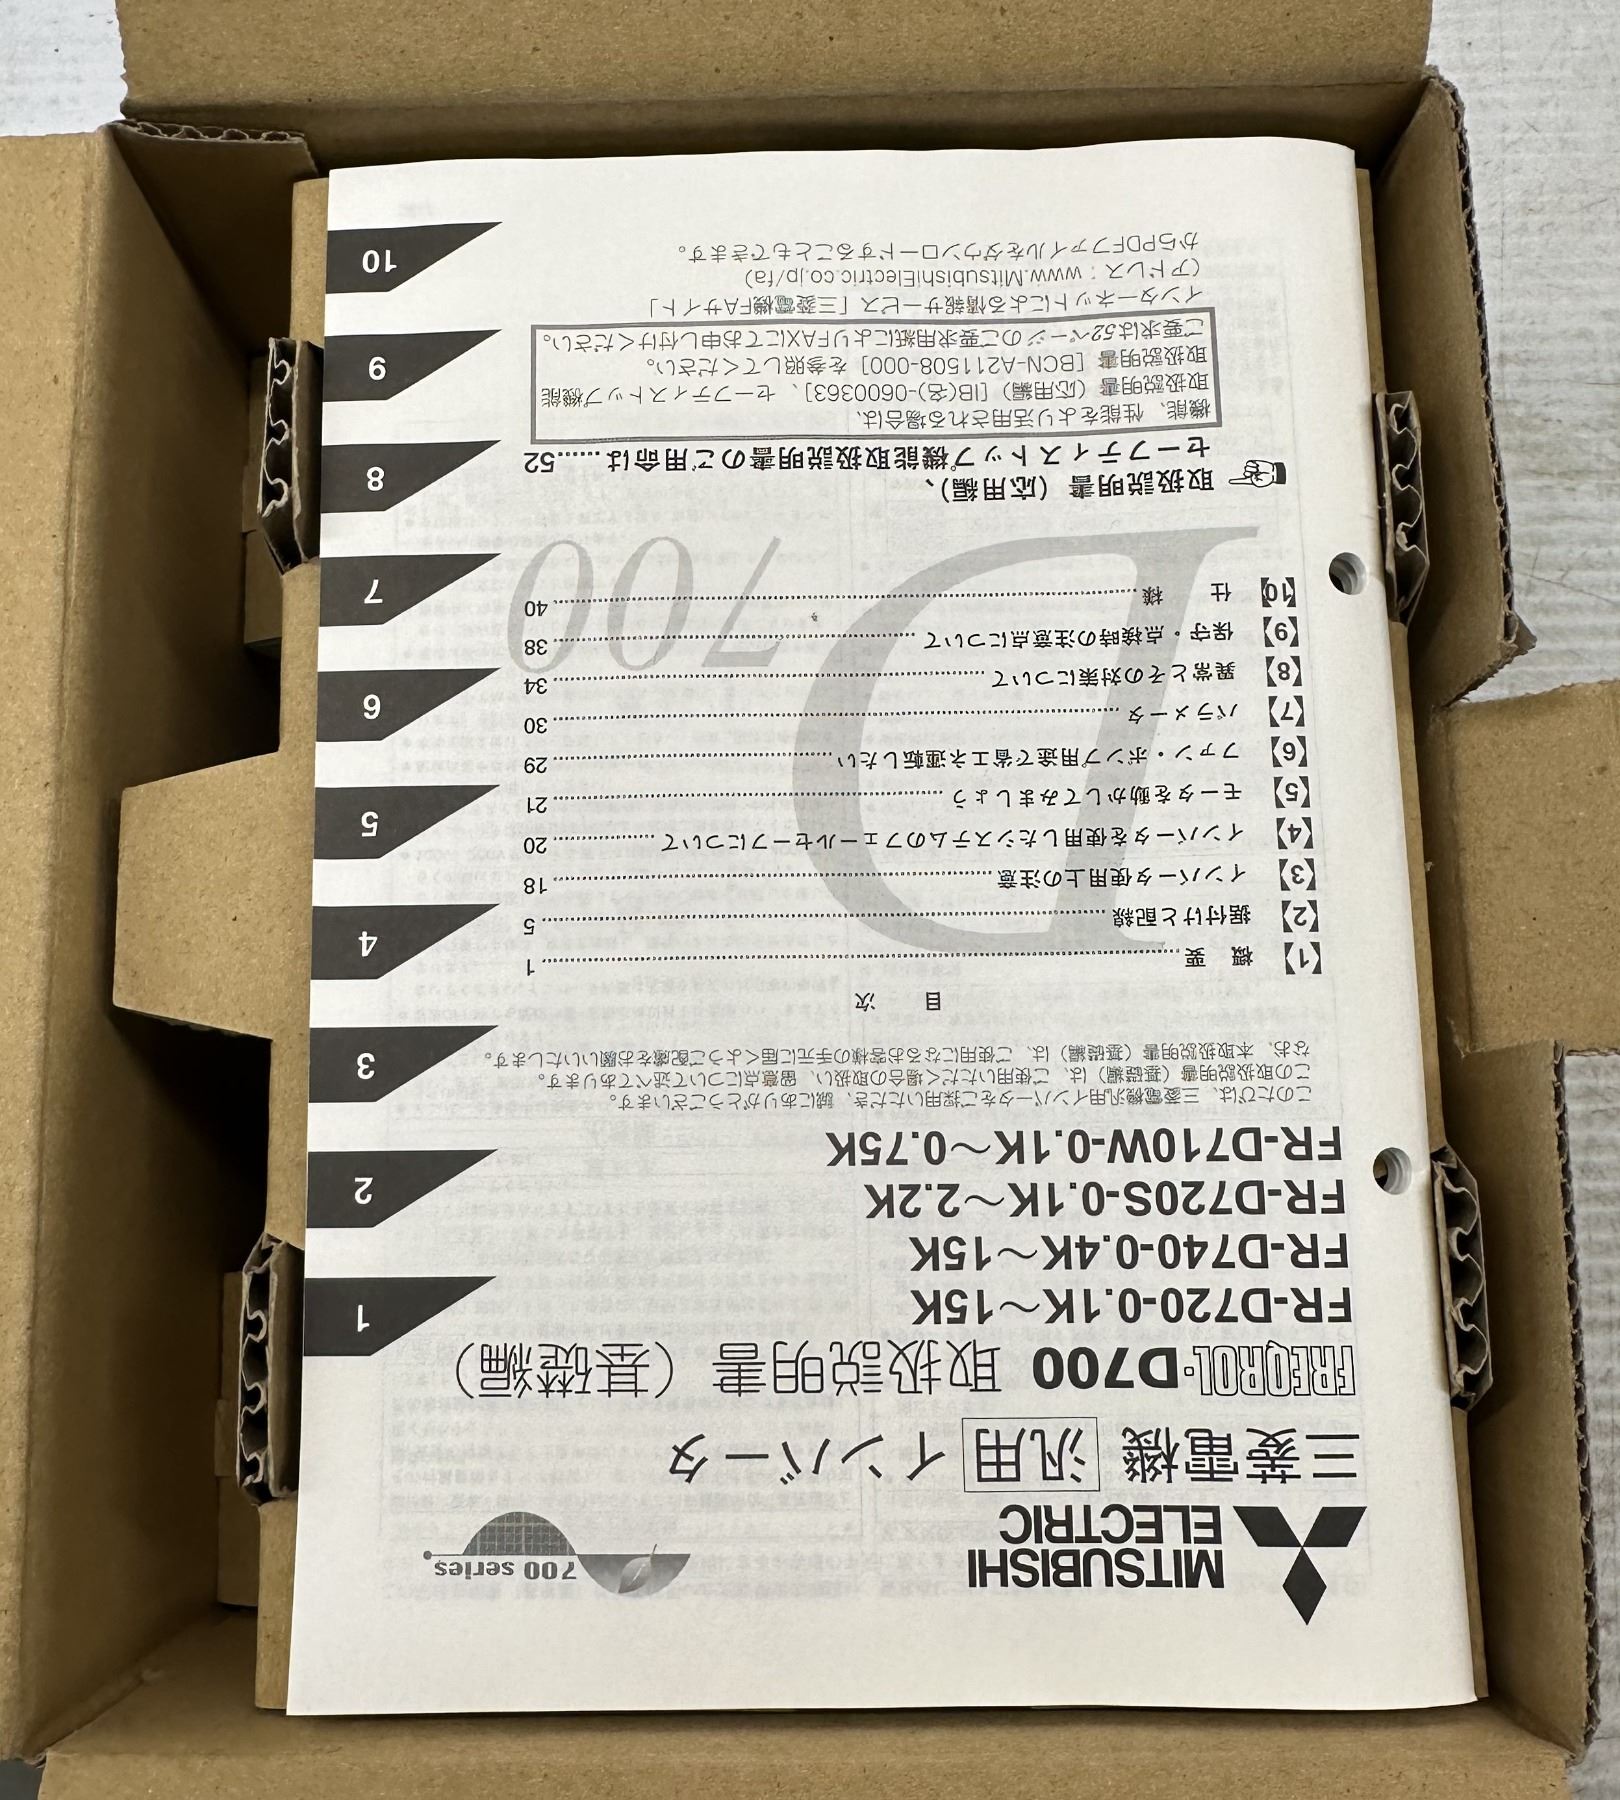 MITSUBISHI
ELECTRIC
700 series
三菱電機 汎用 インバータ
FREQROL-D700 取扱説明書（基礎編）
FR-D720-0.1K～15K
FR-D740-0.4K～15K
FR-D720S-0.1K～2.2K
FR-D710W-0.1K～0.75K
このたびは、三菱電機汎用インバータをご採用いただき、誠にありがとうございます。
この取扱説明書（基礎編）は、ご使用いただく場合の取扱い、留意点について述べてあります。
なお、本取扱説明書（基礎編）は、ご使用になるお客様の手元に届くようご配慮をお願いいたします。
目 次
【1】 概 要 1
【2】 据付けと配線 5
【3】 インバータ使用上の注意 18
【4】 インバータを使用したシステムのフェールセーフについて 20
【5】 モータを動かしてみましょう 21
【6】 ファン・ポンプ用途で省エネ運転したい 29
【7】 パラメータ 30
【8】 異常とその対策について 34
【9】 保守・点検時の注意点について 38
【10】 仕 様 40
D700
取扱説明書（応用編）、
セーフティストップ機能取扱説明書のご用命は……52
機能、性能をより活用される場合は、
取扱説明書（応用編）[IB(名)-0600363]、セーフティストップ機能
取扱説明書 [BCN-A211508-000] を参照してください。
ご要求は52ページのご要求用紙によりFAXにてお申し付けください。
インターネットによる情報サービス「三菱電機FAサイト」
（アドレス：www.MitsubishiElectric.co.jp/fa）
からPDFファイルをダウンロードすることもできます。
1
2
3
4
5
6
7
8
9
10